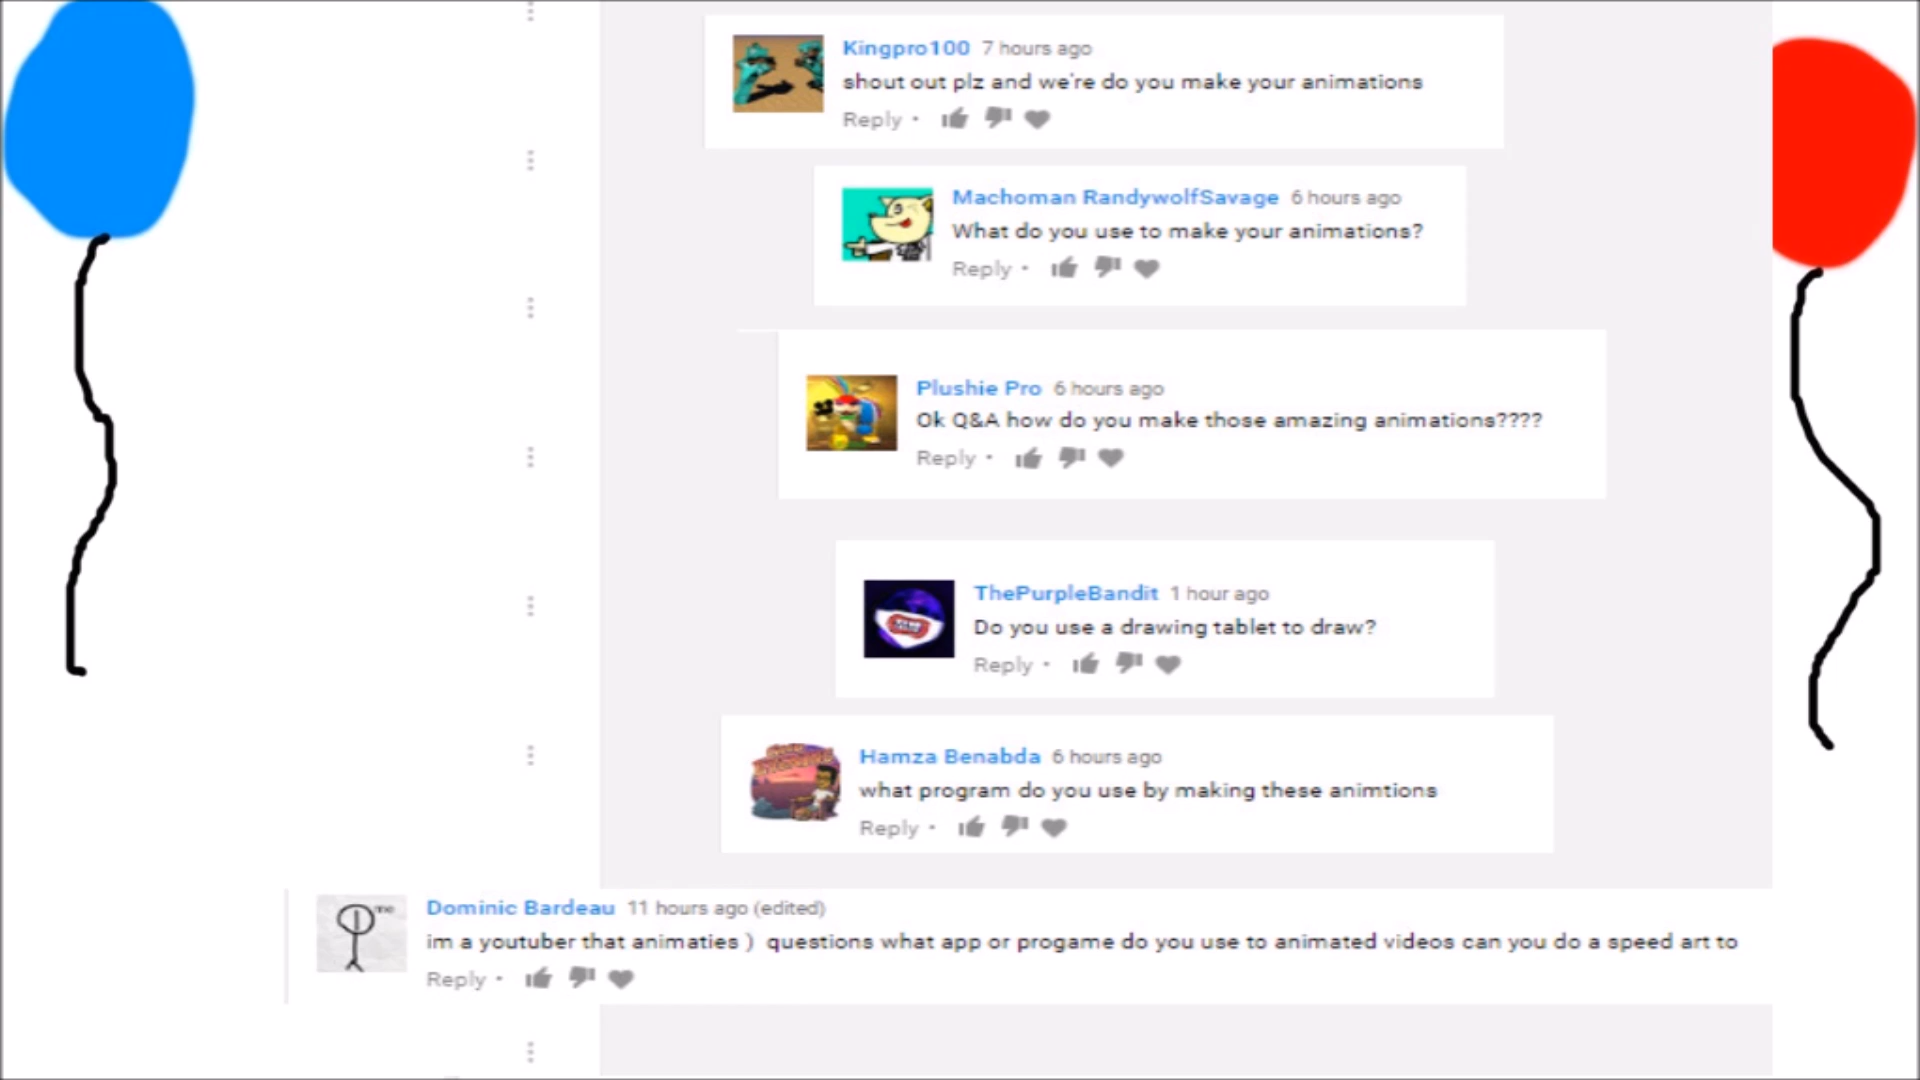 Kingpro100 7 hours ago
shout out plz and we're do you make your animations
Reply •
Machoman RandywolfSavage 6 hours ago
What do you use to make your animations?
Reply •
Plushie Pro 6 hours ago
Ok Q&A how do you make those amazing animations????
Reply •
ThePurpleBandit 1 hour ago
Do you use a drawing tablet to draw?
Reply •
Hamza Benabda 6 hours ago
what program do you use by making these animtions
Reply •
me
Dominic Bardeau 11 hours ago (edited)
im a youtuber that animaties ) questions what app or progame do you use to animated videos can you do a speed art to
Reply •